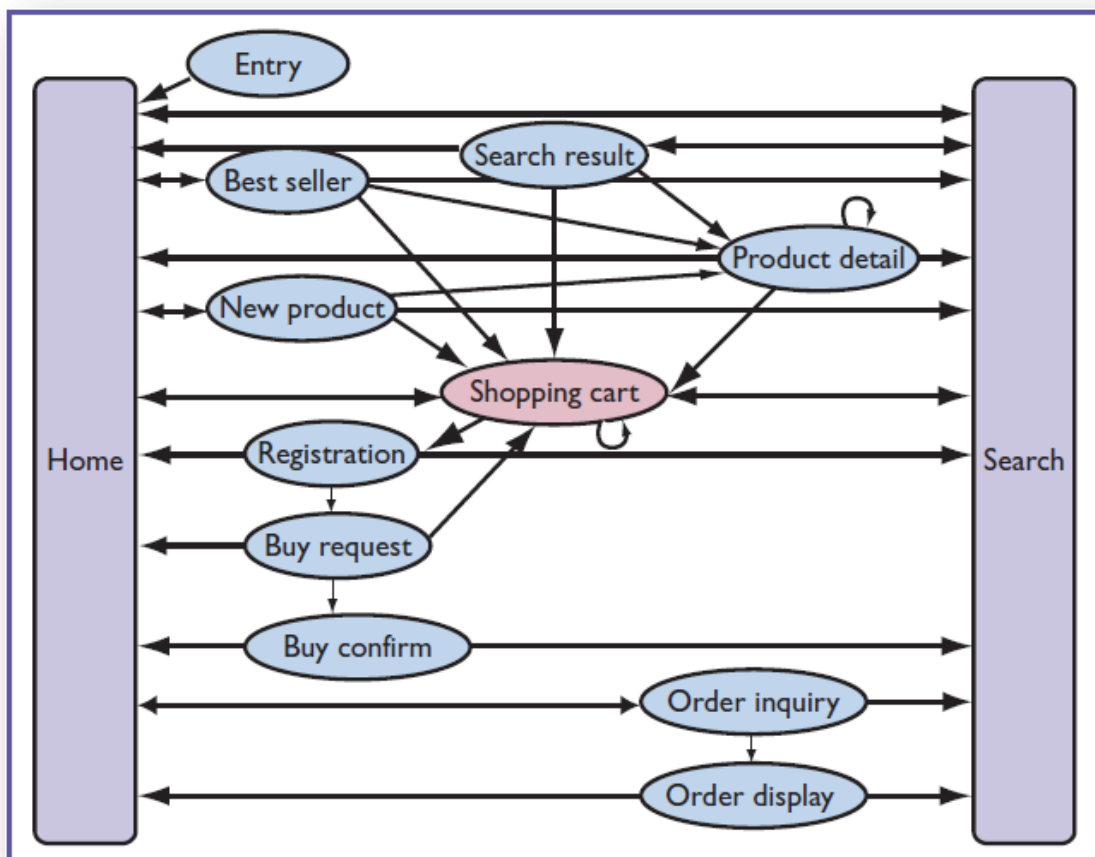 Entry
Search result
Best seller
Product detail
New product
Shopping cart
Registration
Home
Search
Buy request
Buy confirm
Order inquiry
Order display